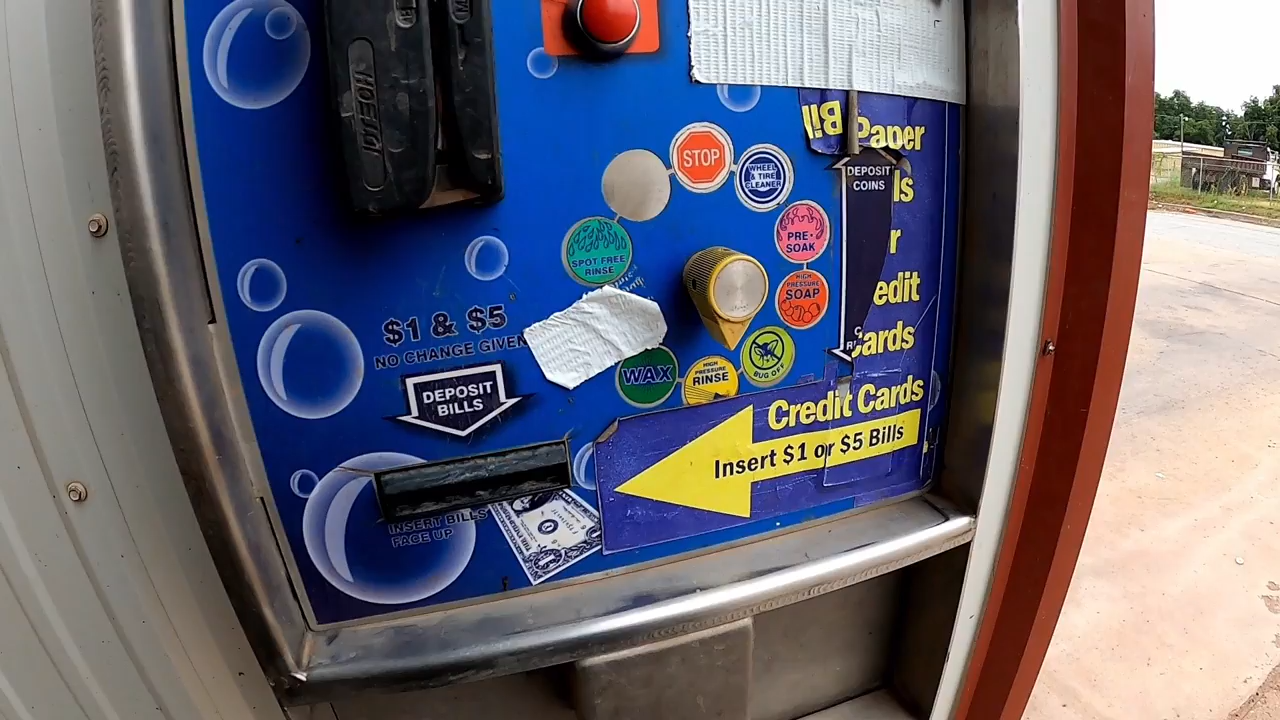 STOP
WHEEL
& TIRE
CLEANER
PRE-
SOAK
HIGH
PRESSURE
SOAP
BUG OFF
HIGH
PRESSURE
RINSE
WAX
SPOT FREE
RINSE
$1 & $5
NO CHANGE GIVEN
DEPOSIT
BILLS
INSERT BILLS
FACE UP
DEPOSIT
COINS
Bil
Paper
ls
r
edit
Cards
Credit Cards
Insert $1 or $5 Bills